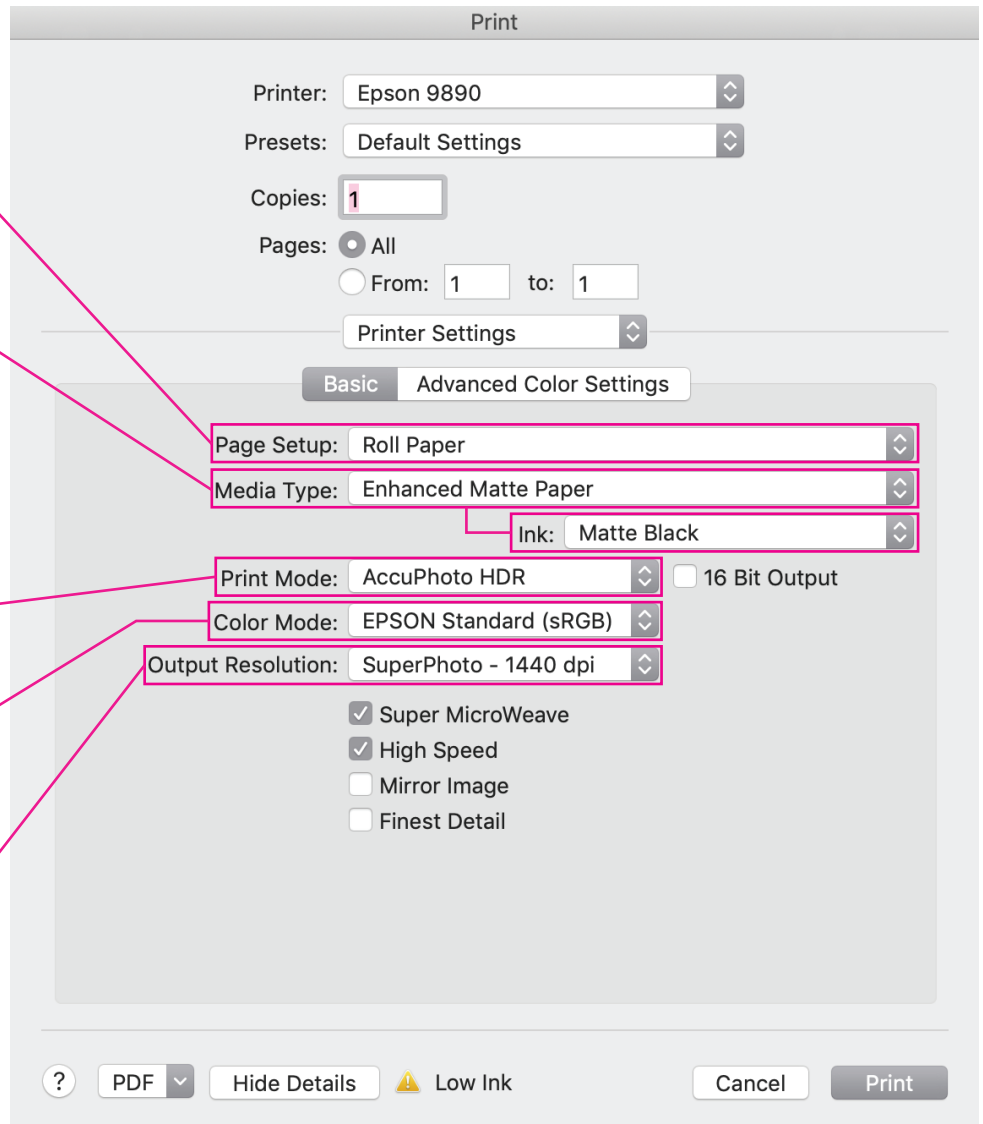 Print
Printer: Epson 9890
Presets: Default Settings
Copies: 1
Pages: All
From: 1 to: 1
Printer Settings
Basic Advanced Color Settings
Page Setup: Roll Paper
Media Type: Enhanced Matte Paper
Ink: Matte Black
Print Mode: AccuPhoto HDR 16 Bit Output
Color Mode: EPSON Standard (sRGB)
Output Resolution: SuperPhoto - 1440 dpi
Super MicroWeave
High Speed
Mirror Image
Finest Detail
? PDF Hide Details Low Ink Cancel Print